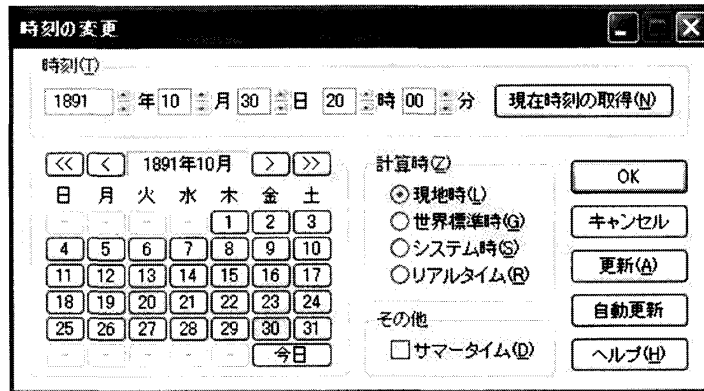 時刻の変更
時刻(T)
1891 年 10 月 30 日 20 時 00 分 現在時刻の取得(N)
<< < 1891年10月 > >>
日 月 火 水 木 金 土
1 2 3
4 5 6 7 8 9 10
11 12 13 14 15 16 17
18 19 20 21 22 23 24
25 26 27 28 29 30 31
今日
計算時(Z)
現地時(L)
世界標準時(G)
システム時(S)
リアルタイム(R)
その他
サマータイム(D)
OK
キャンセル
更新(A)
自動更新
ヘルプ(H)